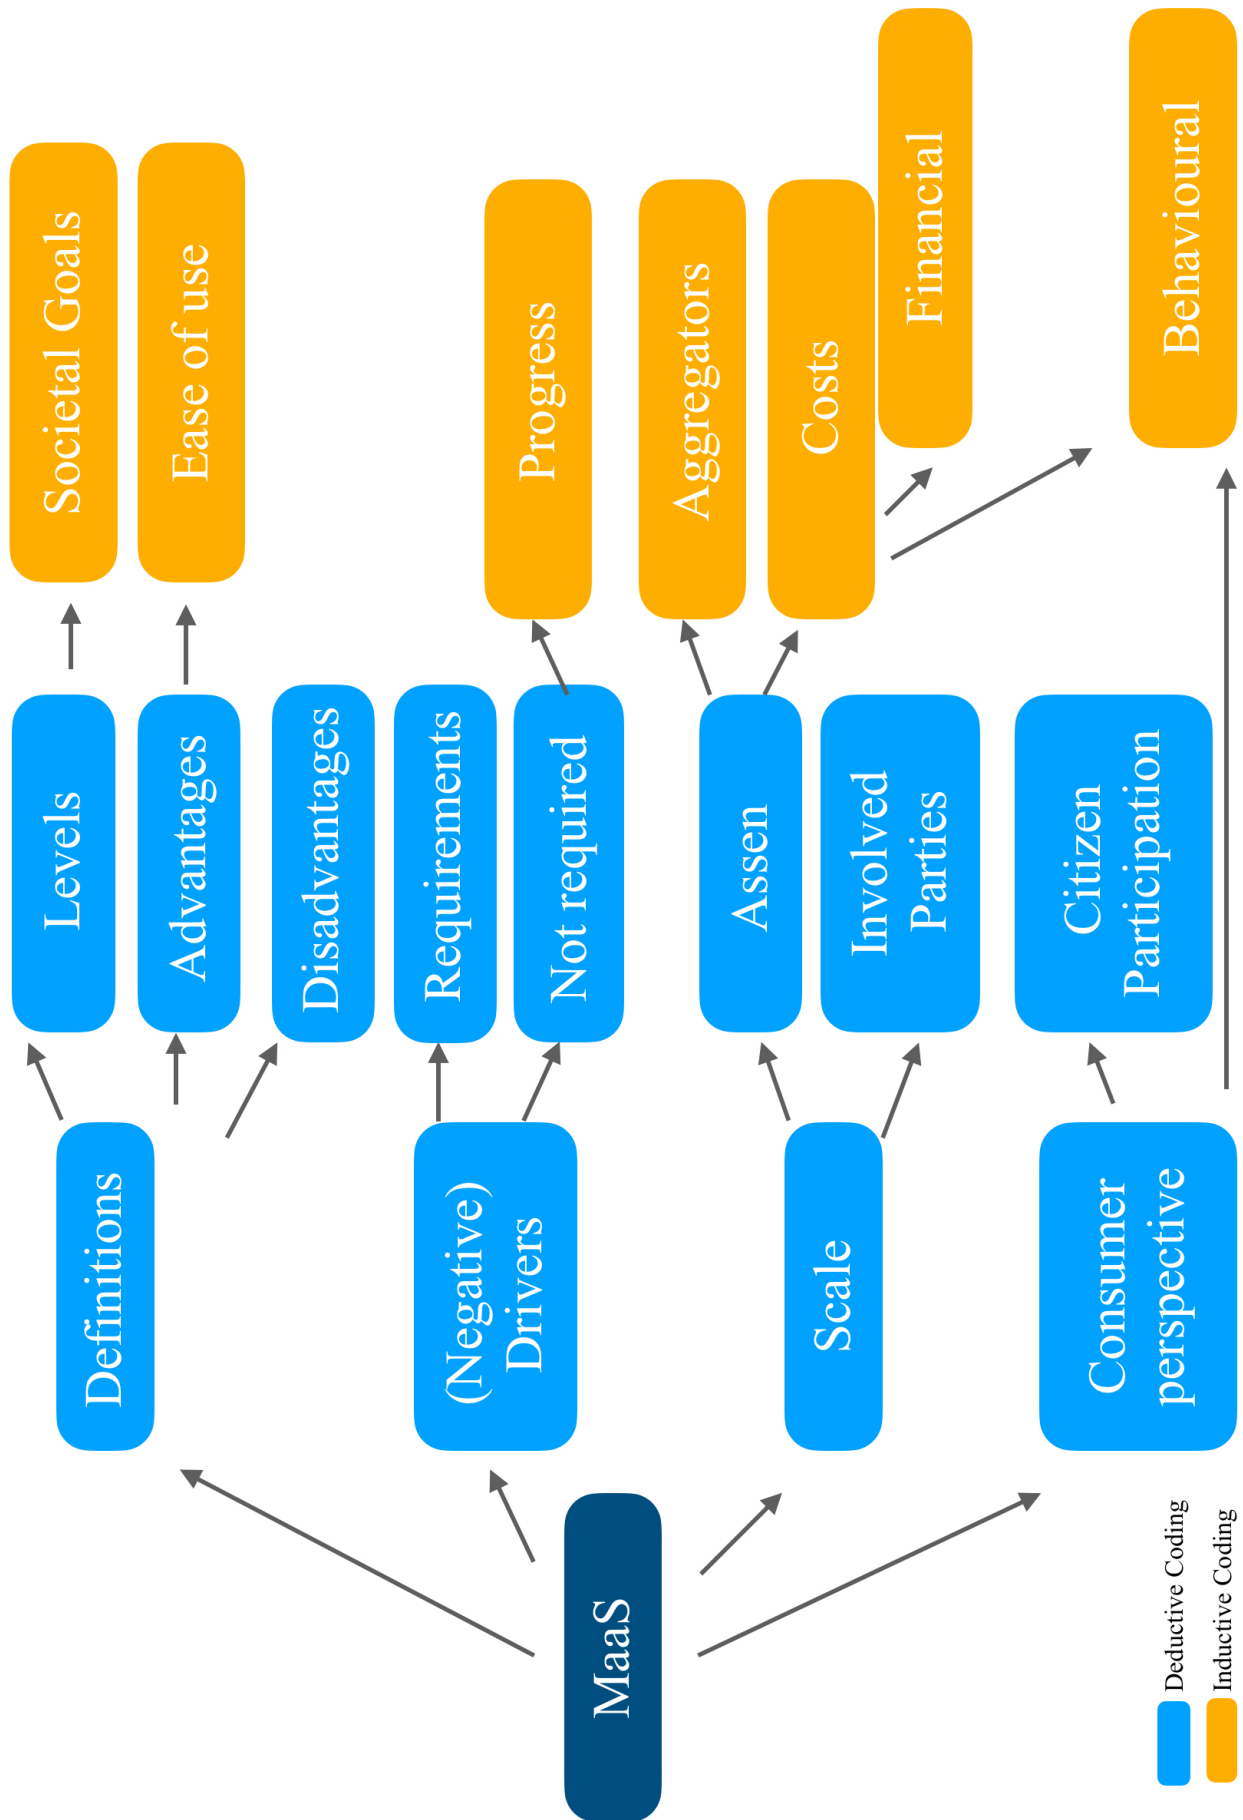 MaaS
Definitions
(Negative)
Drivers
Scale
Consumer
perspective
Levels
Advantages
Disadvantages
Requirements
Not required
Assen
Involved
Parties
Citizen
Participation
Societal Goals
Ease of use
Progress
Aggregators
Costs
Financial
Behavioural
Deductive Coding
Inductive Coding